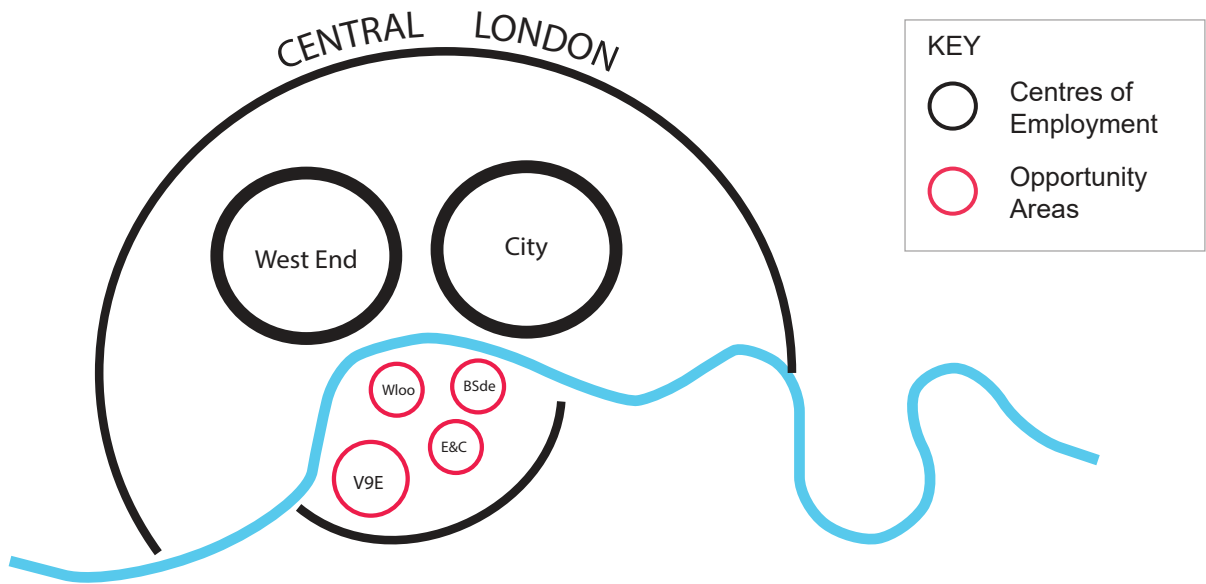 CENTRAL LONDON
KEY
Centres of
Employment
Opportunity
Areas
West End
City
Wloo
BSde
E&C
V9E